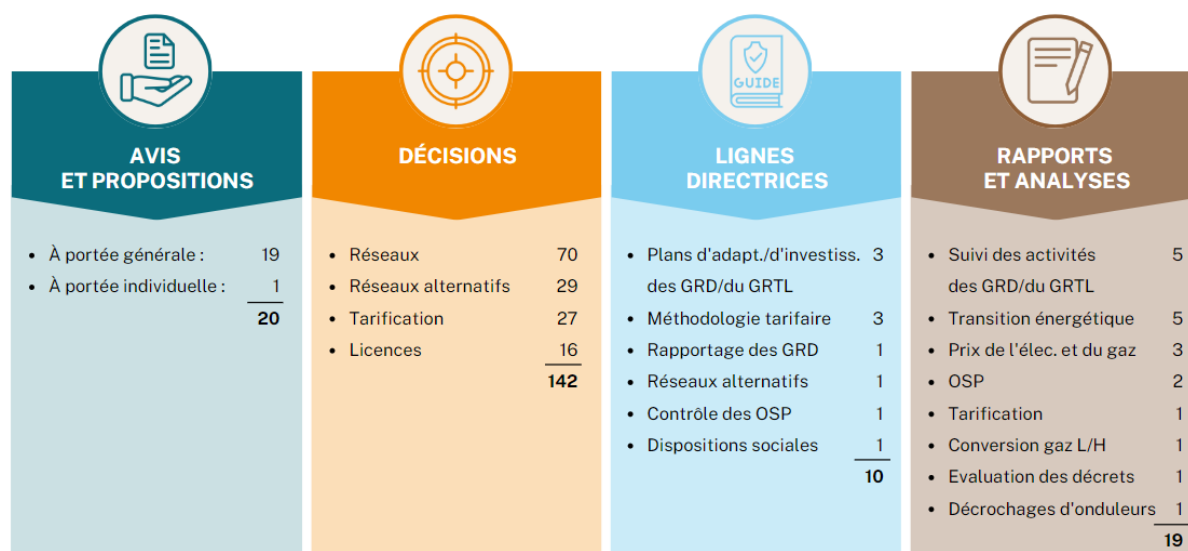 AVIS
ET PROPOSITIONS
• À portée générale : 19
• À portée individuelle : 1
20
DÉCISIONS
• Réseaux 70
• Réseaux alternatifs 29
• Tarification 27
• Licences 16
142
GUIDE
LIGNES
DIRECTRICES
• Plans d'adapt./d'investiss. 3
des GRD/du GRTL
• Méthodologie tarifaire 3
• Rapportage des GRD 1
• Réseaux alternatifs 1
• Contrôle des OSP 1
• Dispositions sociales 1
10
RAPPORTS
ET ANALYSES
• Suivi des activités 5
des GRD/du GRTL
• Transition énergétique 5
• Prix de l'élec. et du gaz 3
• OSP 2
• Tarification 1
• Conversion gaz L/H 1
• Evaluation des décrets 1
• Décrochages d'onduleurs 1
19